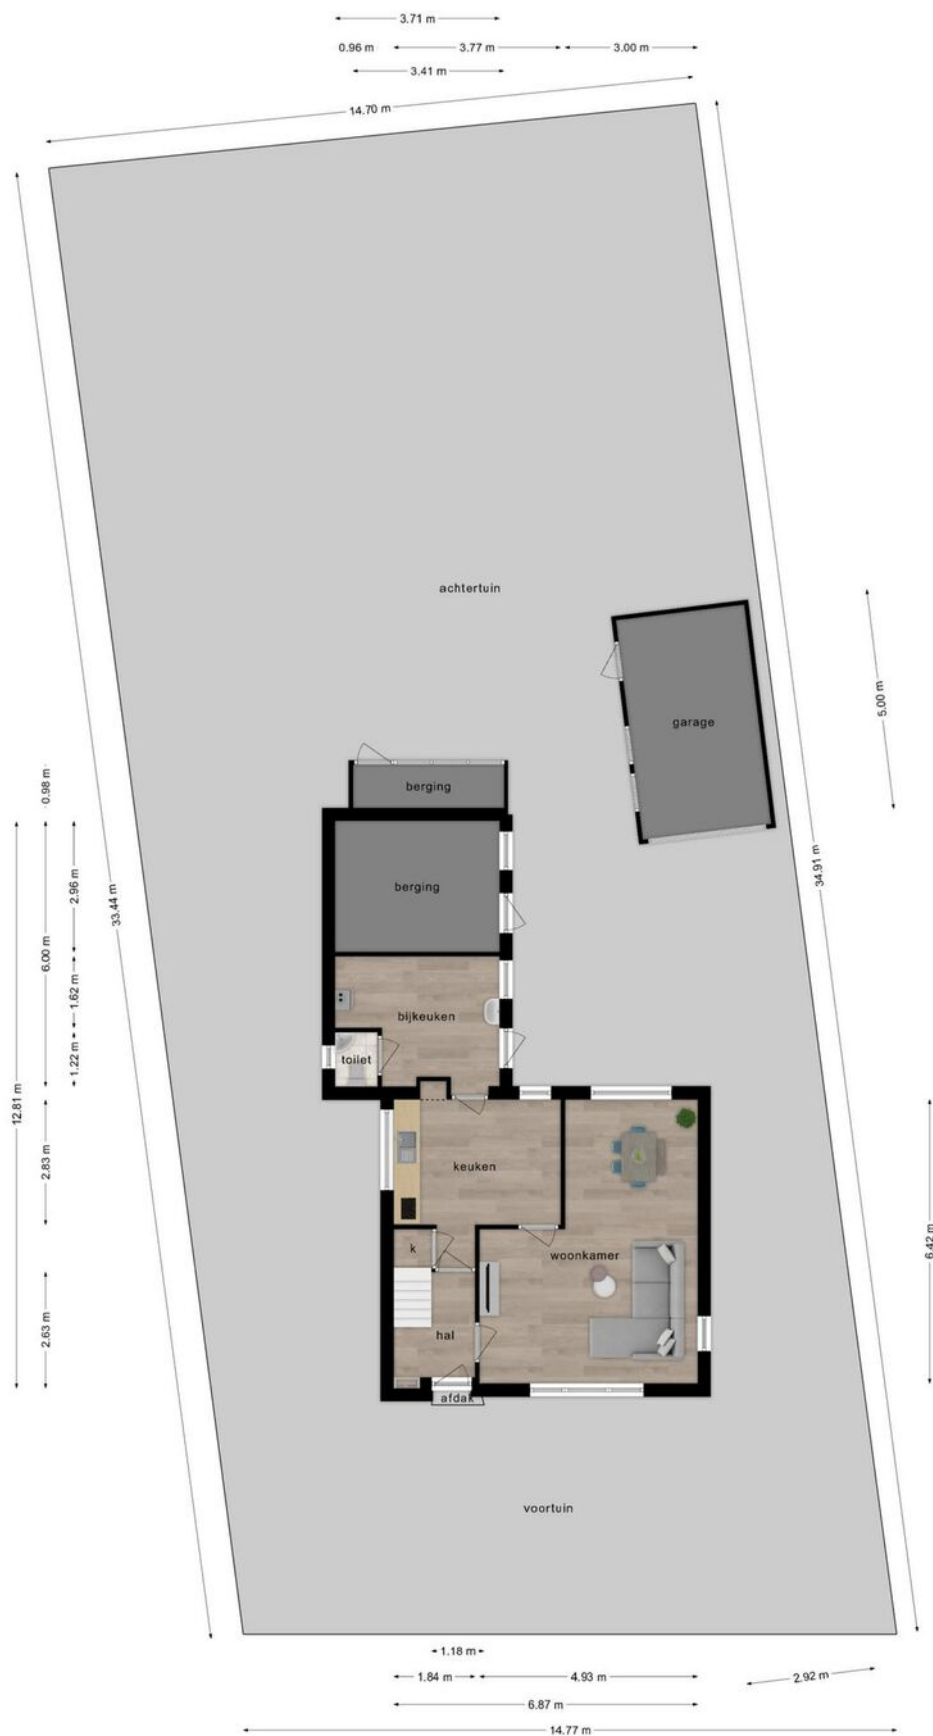 3.71 m
0.96 m
3.77 m
3.00 m
3.41 m
14.70 m
achtertuin
5.00 m
garage
0.98 m
berging
34.91 m
berging
2.96 m
33.44 m
6.00 m
1.62 m
bijkeuken
toilet
1.22 m
12.81 m
2.83 m
keuken
6.42 m
k
woonkamer
2.63 m
hal
afdak
voortuin
1.18 m
1.84 m
4.93 m
2.92 m
6.87 m
14.77 m